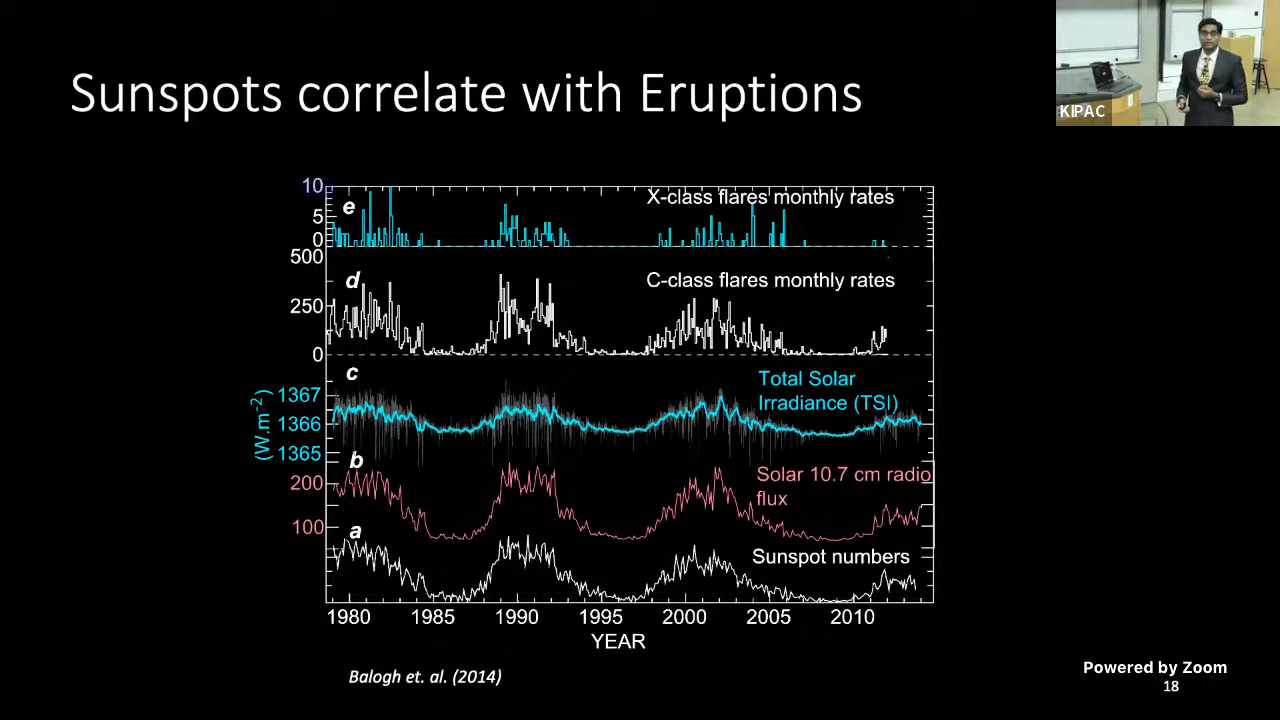 Sunspots correlate with Eruptions
KIPAC
10
e
X-class flares monthly rates
5
0
500
d
C-class flares monthly rates
250
0
c
Total Solar
Irradiance (TSI)
(W.m-2)
1367
1366
1365
b
Solar 10.7 cm radio
flux
200
100
a
Sunspot numbers
1980 1985 1990 1995 2000 2005 2010
YEAR
Balogh et. al. (2014)
Powered by Zoom
18